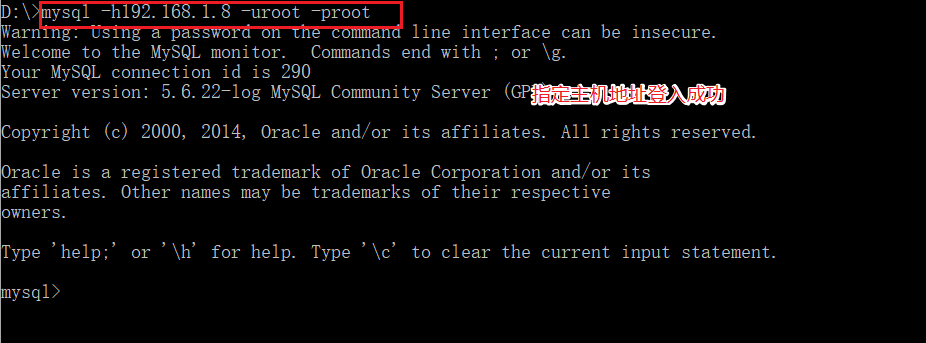 D:\>mysql -h192.168.1.8 -uroot -proot
Warning: Using a password on the command line interface can be insecure.
Welcome to the MySQL monitor.  Commands end with ; or \g.
Your MySQL connection id is 290
Server version: 5.6.22-log MySQL Community Server (GP
指定主机地址登入成功
Copyright (c) 2000, 2014, Oracle and/or its affiliates. All rights reserved.
Oracle is a registered trademark of Oracle Corporation and/or its
affiliates. Other names may be trademarks of their respective
owners.
Type 'help;' or '\h' for help. Type '\c' to clear the current input statement.
mysql>